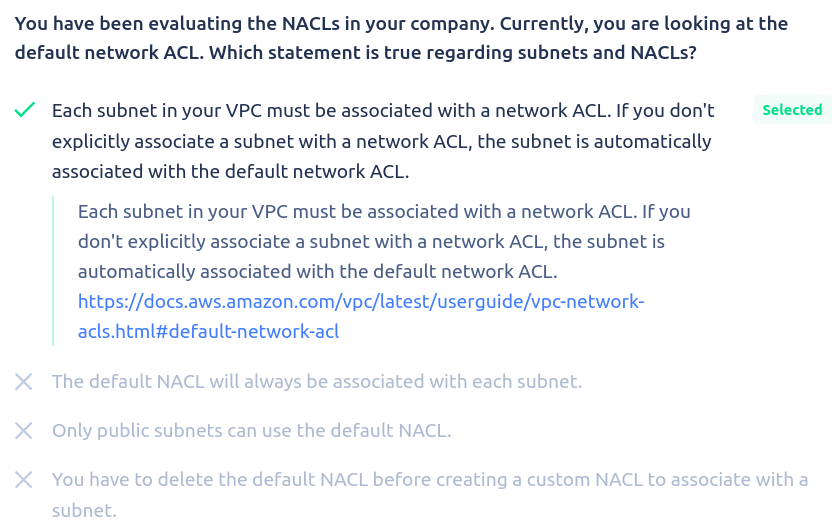 You have been evaluating the NACLs in your company. Currently, you are looking at the
default network ACL. Which statement is true regarding subnets and NACLs?
Each subnet in your VPC must be associated with a network ACL. If you don't
Selected
explicitly associate a subnet with a network ACL, the subnet is automatically
associated with the default network ACL.
Each subnet in your VPC must be associated with a network ACL. If you
don't explicitly associate a subnet with a network ACL, the subnet is
automatically associated with the default network ACL.
https://docs.aws.amazon.com/vpc/latest/userguide/vpc-network-
acls.html#default-network-acl
The default NACL will always be associated with each subnet.
Only public subnets can use the default NACL.
You have to delete the default NACL before creating a custom NACL to associate with a
subnet.